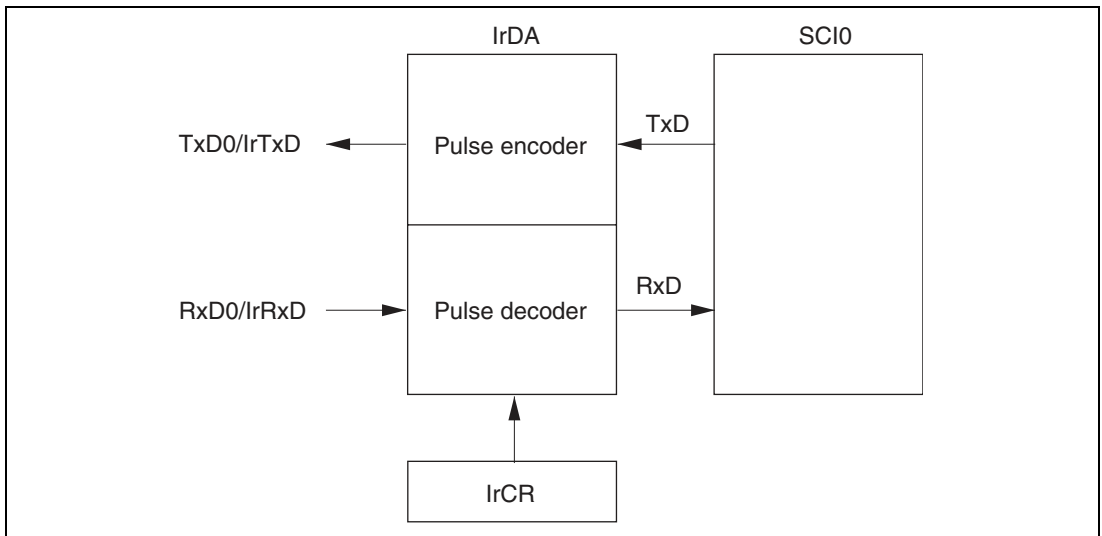 IrDA
SCI0
TxD0/IrTxD
Pulse encoder
TxD
RxD0/IrRxD
Pulse decoder
RxD
IrCR